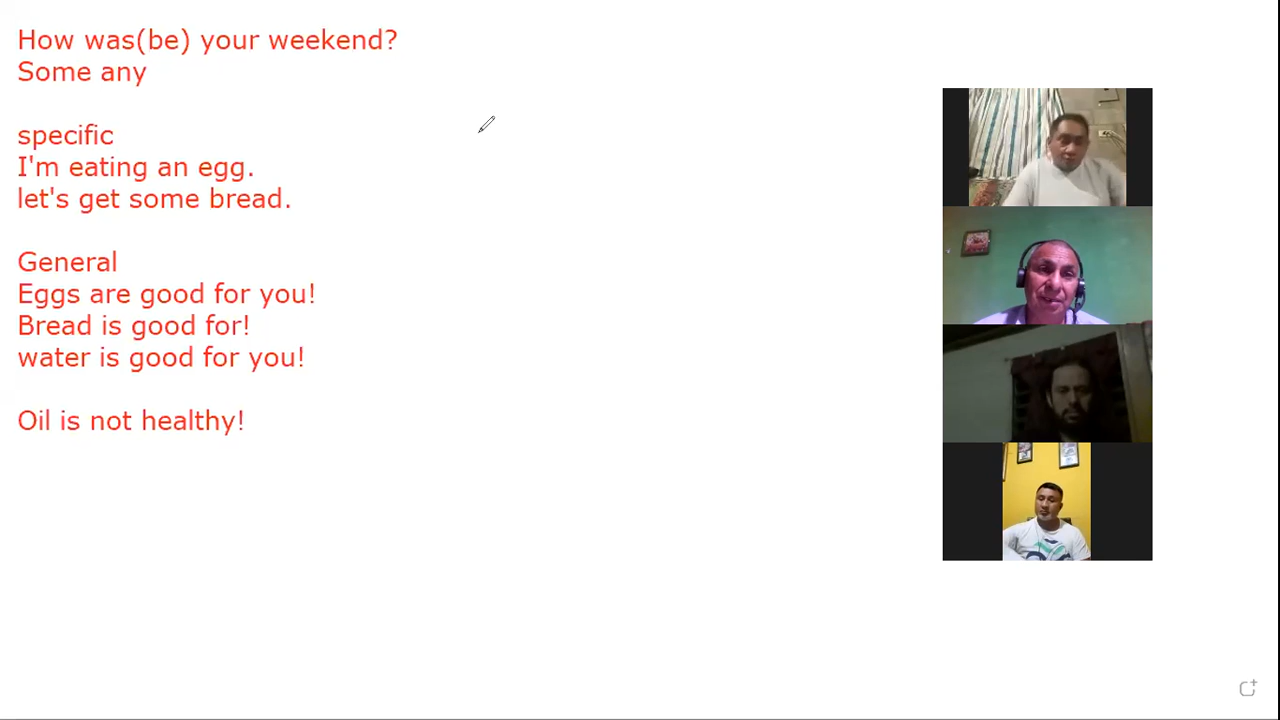 How was(be) your weekend?
Some any
specific
I'm eating an egg.
let's get some bread.
General
Eggs are good for you!
Bread is good for!
water is good for you!
Oil is not healthy!